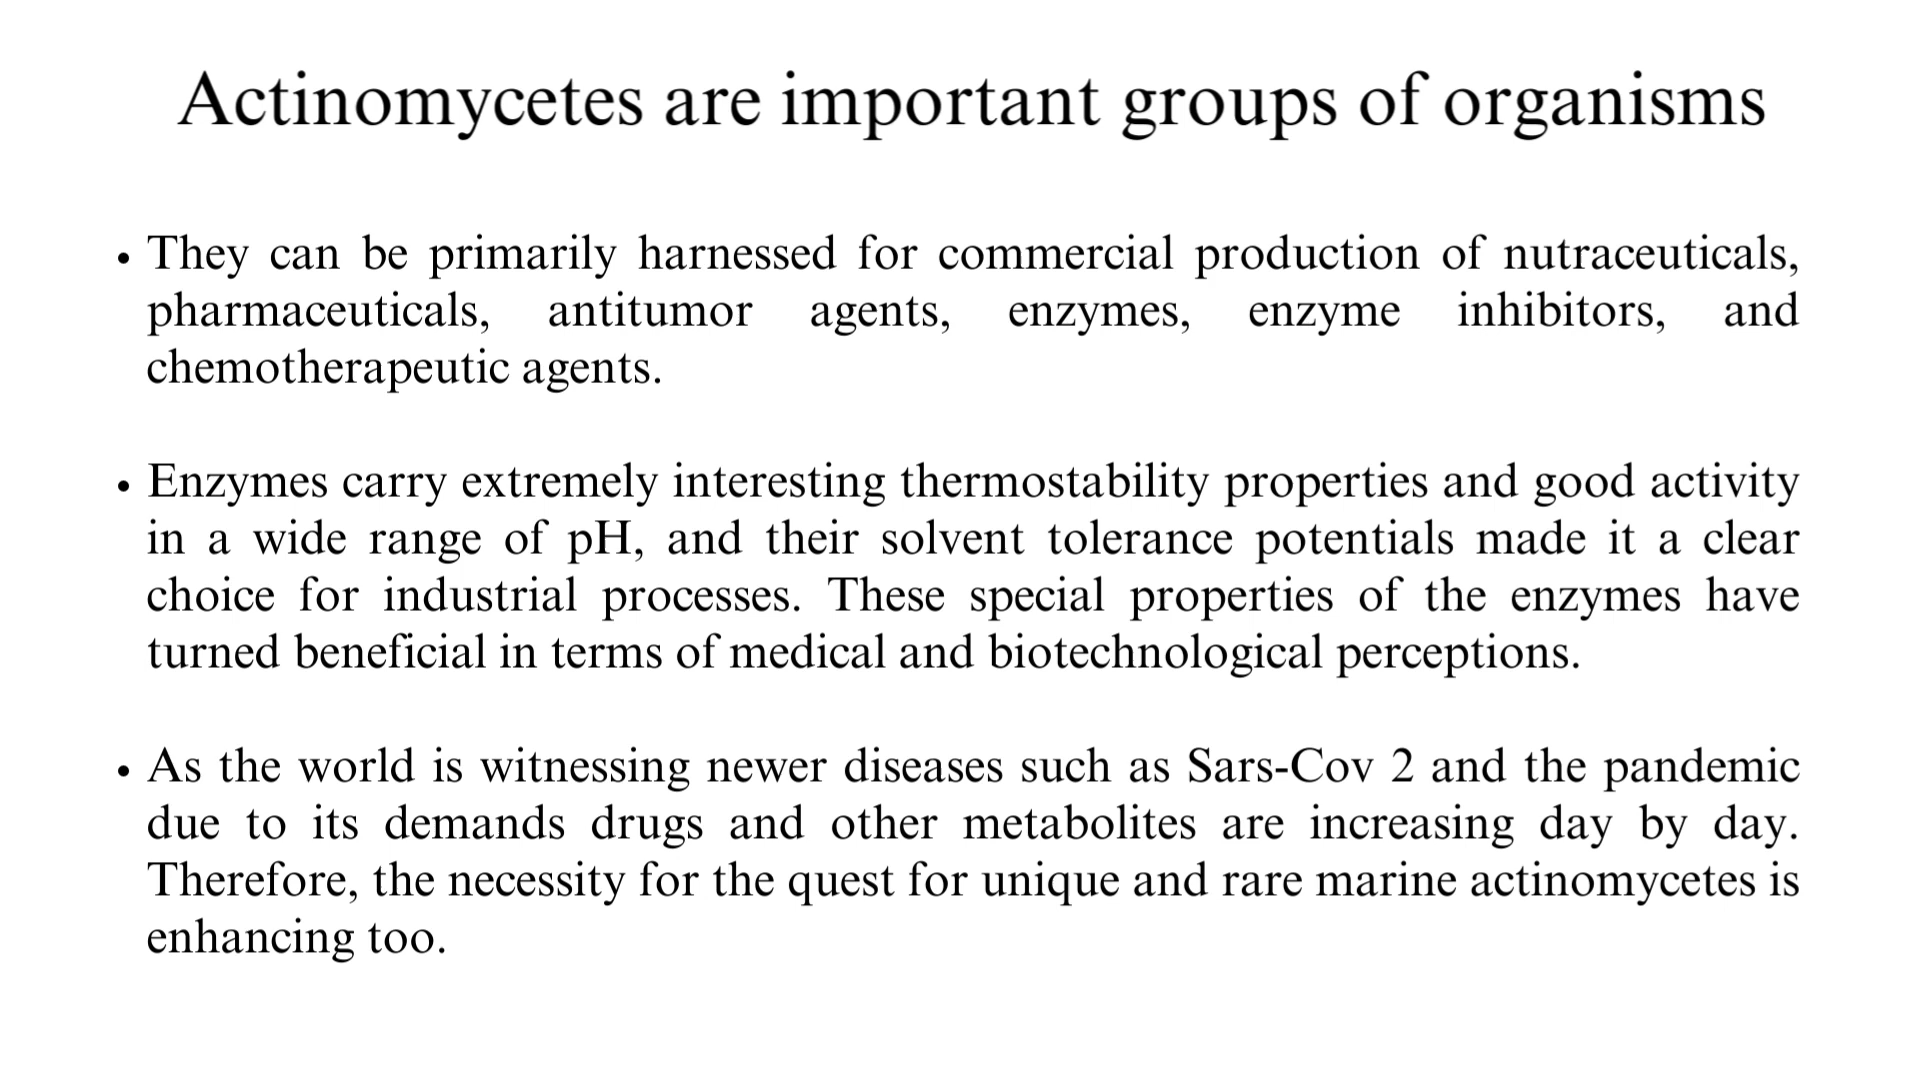 Actinomycetes are important groups of organisms
• They can be primarily harnessed for commercial production of nutraceuticals,
pharmaceuticals, antitumor agents, enzymes, enzyme inhibitors, and
chemotherapeutic agents.
• Enzymes carry extremely interesting thermostability properties and good activity
in a wide range of pH, and their solvent tolerance potentials made it a clear
choice for industrial processes. These special properties of the enzymes have
turned beneficial in terms of medical and biotechnological perceptions.
• As the world is witnessing newer diseases such as Sars-Cov 2 and the pandemic
due to its demands drugs and other metabolites are increasing day by day.
Therefore, the necessity for the quest for unique and rare marine actinomycetes is
enhancing too.